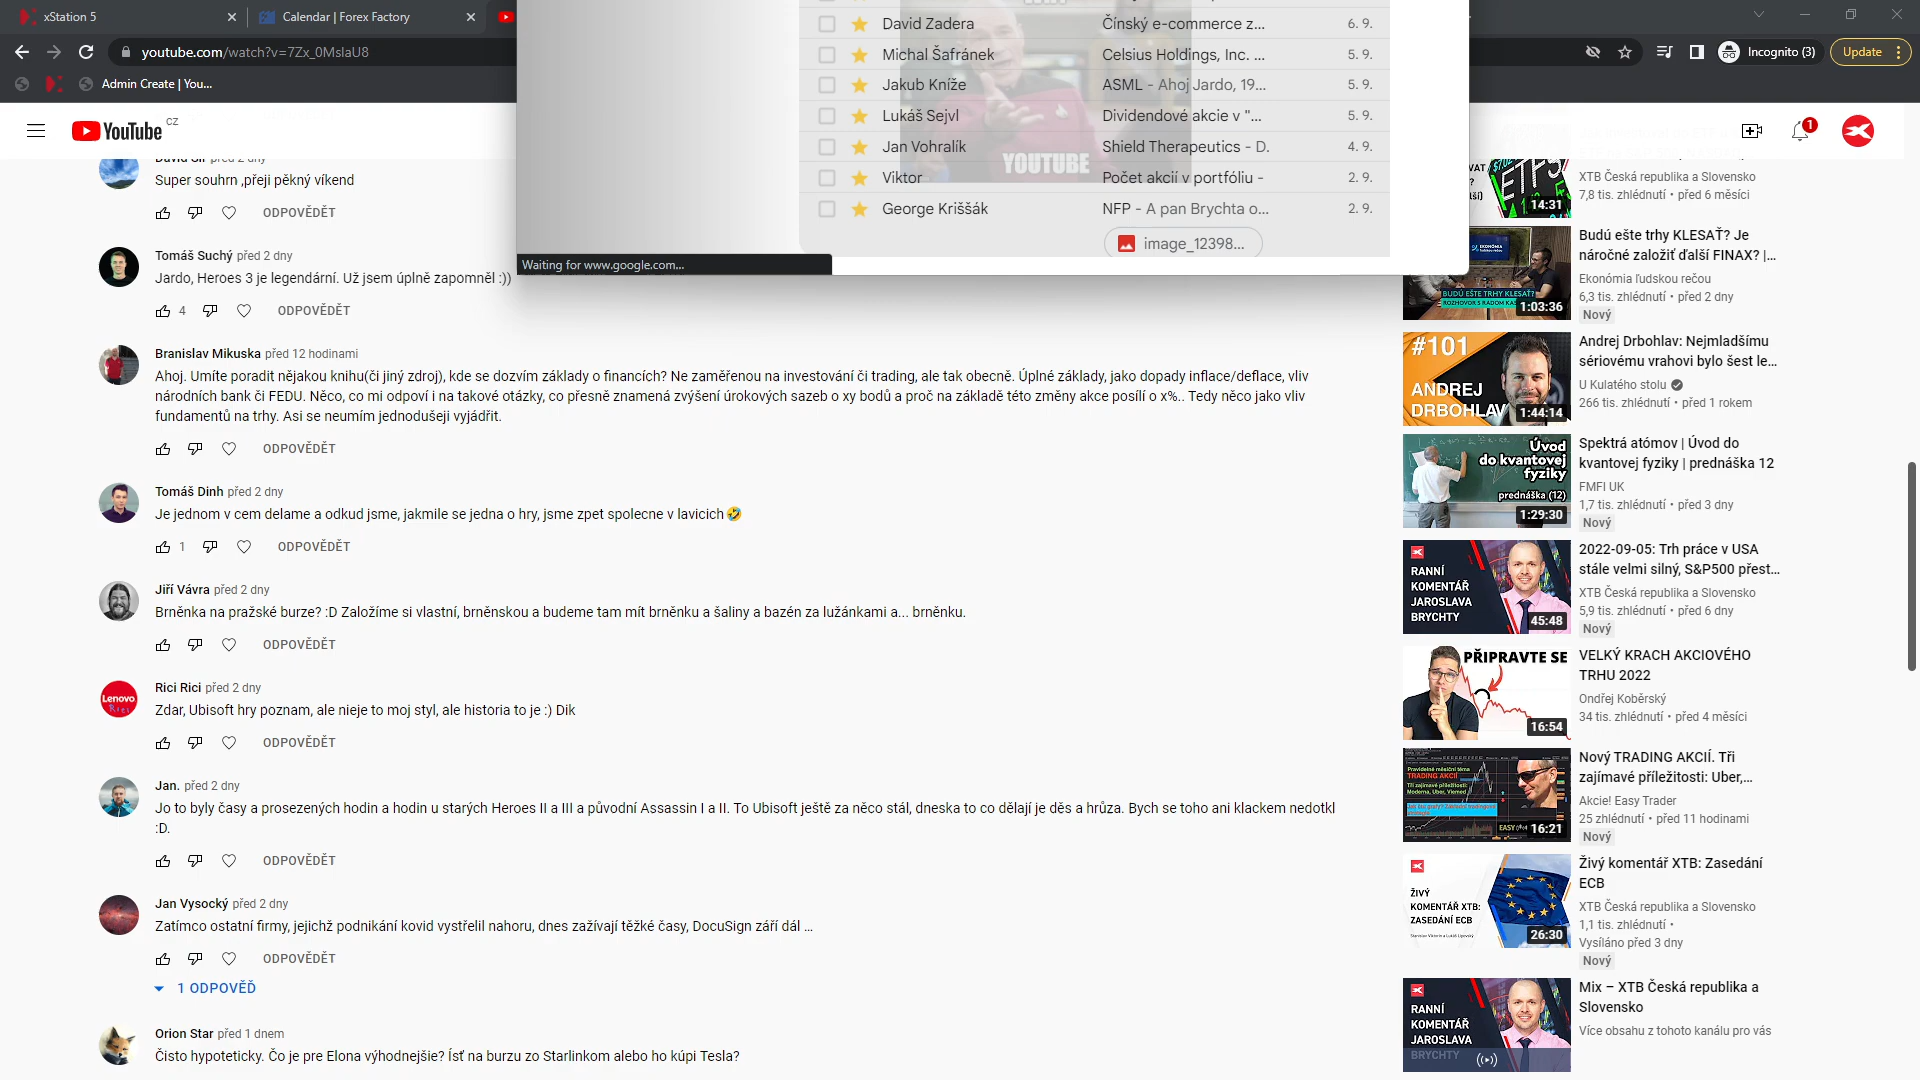 xStation 5
Calendar | Forex Factory
youtube.com/watch?v=7Zx_0MslaU8
Incognito (3)
Update
Admin Create | You...
YouTube CZ
1
David Zadera Čínský e-commerce z... 6. 9.
Michal Šafránek Celsius Holdings, Inc. ... 5. 9.
Jakub Kníže ASML - Ahoj Jardo, 19... 5. 9.
Lukáš Sejvl Dividendové akcie v "... 5. 9.
Jan Vohralík Shield Therapeutics - D. 4. 9.
YOUTUBE
Viktor Počet akcií v portfóliu - 2. 9.
George Kriššák NFP - A pan Brychta o... 2. 9.
image_12398...
Waiting for www.google.com...
před 2 dny
Super souhrn ,přeji pěkný víkend
ODPOVĚDĚT
Tomáš Suchý před 2 dny
Jardo, Heroes 3 je legendární. Už jsem úplně zapomněl :))
4 ODPOVĚDĚT
Branislav Mikuska před 12 hodinami
Ahoj. Umíte poradit nějakou knihu(či jiný zdroj), kde se dozvím základy o financích? Ne zaměřenou na investování či trading, ale tak obecně. Úplné základy, jako dopady inflace/deflace, vliv
národních bank či FEDU. Něco, co mi odpoví i na takové otázky, co přesně znamená zvýšení úrokových sazeb o xy bodů a proč na základě této změny akce posílí o x%.. Tedy něco jako vliv
fundamentů na trhy. Asi se neumím jednodušeji vyjádřit.
ODPOVĚDĚT
Tomáš Dinh před 2 dny
Je jednom v cem delame a odkud jsme, jakmile se jedna o hry, jsme zpet spolecne v lavicich 🤣
1 ODPOVĚDĚT
Jiří Vávra před 2 dny
Brněnka na pražské burze? :D Založíme si vlastní, brněnskou a budeme tam mít brněnku a šaliny a bazén za lužánkami a... brněnku.
ODPOVĚDĚT
Lenovo
Rici
Rici Rici před 2 dny
Zdar, Ubisoft hry poznam, ale nieje to moj styl, ale historia to je :) Dik
ODPOVĚDĚT
Jan. před 2 dny
Jo to byly časy a prosezených hodin a hodin u starých Heroes II a III a původní Assassin I a II. To Ubisoft ještě za něco stál, dneska to co dělají je děs a hrůza. Bych se toho ani klackem nedotkl
:D.
ODPOVĚDĚT
Jan Vysocký před 2 dny
Zatímco ostatní firmy, jejichž podnikání kovid vystřelil nahoru, dnes zažívají těžké časy, DocuSign září dál ...
ODPOVĚDĚT
1 ODPOVĚĎ
Orion Star před 1 dnem
Čisto hypoteticky. Čo je pre Elona výhodnejšie? Ísť na burzu zo Starlinkom alebo ho kúpi Tesla?
ETFS
14:31
XTB Česká republika a Slovensko
7,8 tis. zhlédnutí • před 6 měsíci
BUDÚ EŠTE TRHY KLESAŤ?
1:03:36
Budú ešte trhy KLESAŤ? Je
náročné založiť ďalší FINAX? |...
Ekonómia ľudskou rečou
6,3 tis. zhlédnutí • před 2 dny
Nový
#101
ANDREJ
DRBOHLAV
1:44:14
Andrej Drbohlav: Nejmladšímu
sériovému vrahovi bylo šest le...
U Kulatého stolu
266 tis. zhlédnutí • před 1 rokem
Úvod
do kvantovej
fyziky
prednáška (12)
1:29:30
Spektrá atómov | Úvod do
kvantovej fyziky | prednáška 12
FMFI UK
1,7 tis. zhlédnutí • před 3 dny
Nový
RANNÍ
KOMENTÁŘ
JAROSLAVA
BRYCHTY
45:48
2022-09-05: Trh práce v USA
stále velmi silný, S&P500 přest...
XTB Česká republika a Slovensko
5,9 tis. zhlédnutí • před 6 dny
Nový
PŘIPRAVTE SE
16:54
VELKÝ KRACH AKCIOVÉHO
TRHU 2022
Ondřej Koběrský
34 tis. zhlédnutí • před 4 měsíci
Pravidelné měsíční téma
TRADING AKCIÍ
Tři zajímavé příležitosti:
Moderna, Uber, Viemed
EASY
16:21
Nový TRADING AKCIÍ. Tři
zajímavé příležitosti: Uber,...
Akcie! Easy Trader
25 zhlédnutí • před 11 hodinami
Nový
ŽIVÝ
KOMENTÁŘ XTB:
ZASEDÁNÍ ECB
26:30
Živý komentář XTB: Zasedání
ECB
XTB Česká republika a Slovensko
1,1 tis. zhlédnutí •
Vysíláno před 3 dny
Nový
RANNÍ
KOMENTÁŘ
JAROSLAVA
BRYCHTY
Mix – XTB Česká republika a
Slovensko
Více obsahu z tohoto kanálu pro vás